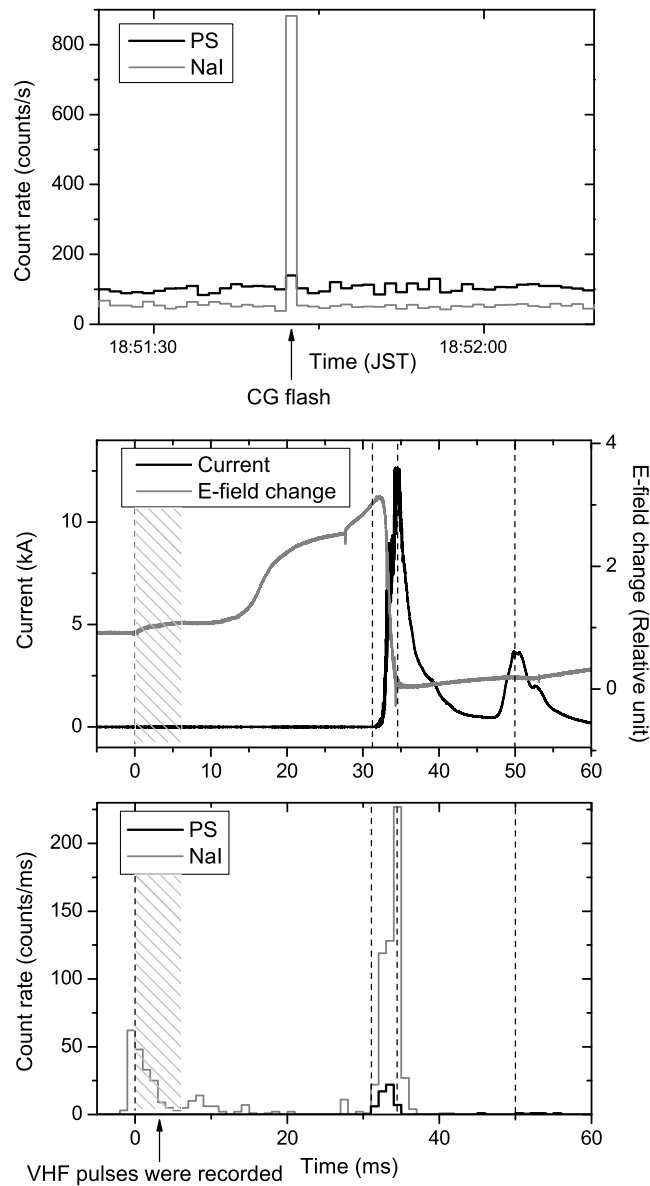 PS
NaI
800
600
400
200
0
Count rate (counts/s)
18:51:30
18:52:00
Time (JST)
CG flash
Current
E-field change
10
5
0
Current (kA)
4
2
0
E-field change (Relative unit)
0 10 20 30 40 50 60
PS
NaI
200
150
100
50
0
Count rate (counts/ms)
0 20 40 60
Time (ms)
VHF pulses were recorded